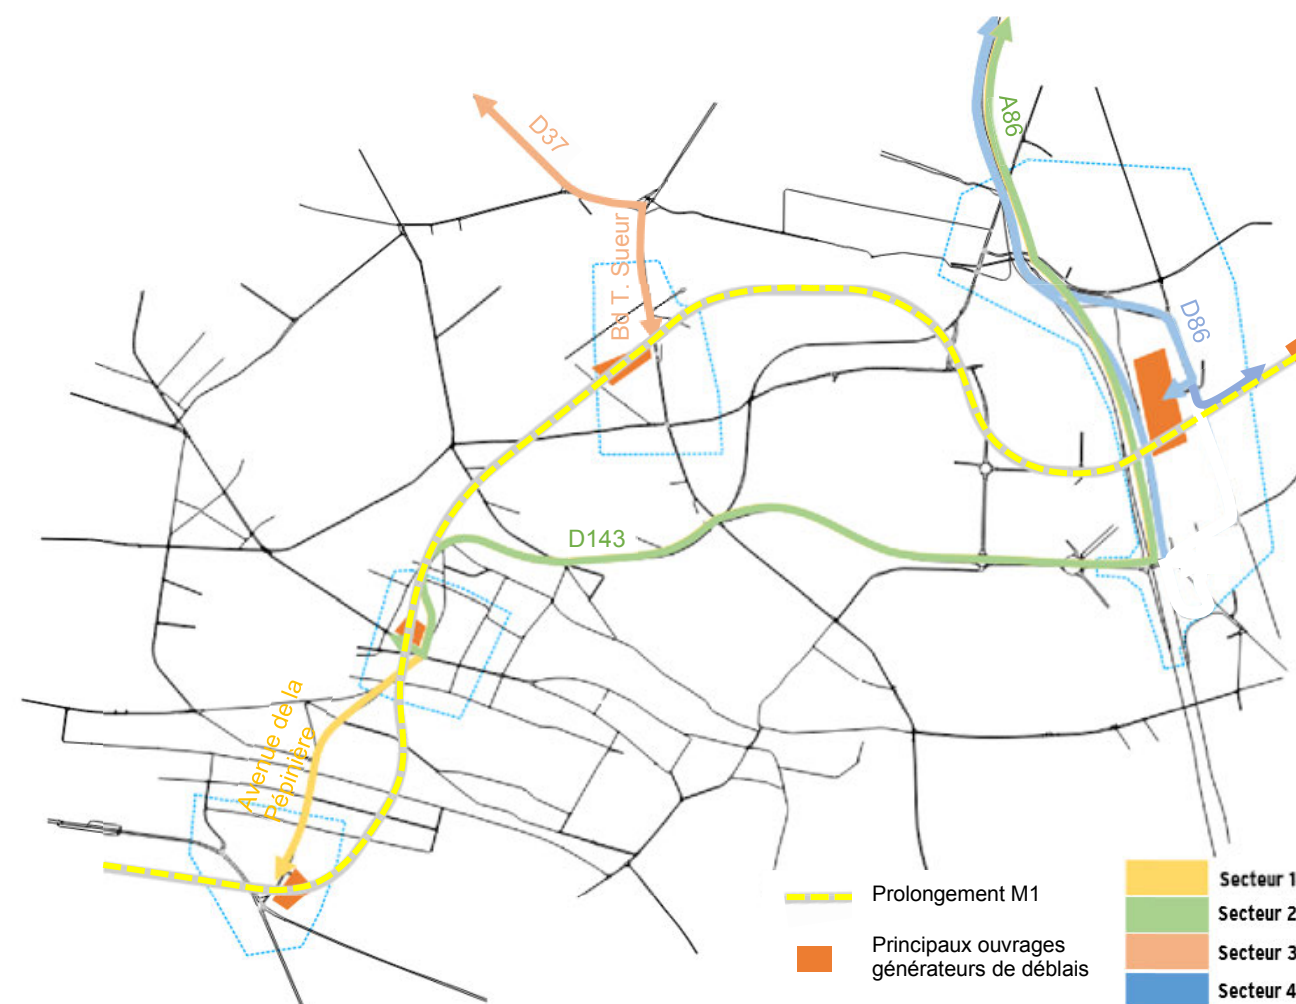 A86
D37
Bd T. Sueur
D86
D143
Avenue de la
Pépinière
Prolongement M1
Principaux ouvrages
générateurs de déblais
Secteur 1
Secteur 2
Secteur 3
Secteur 4